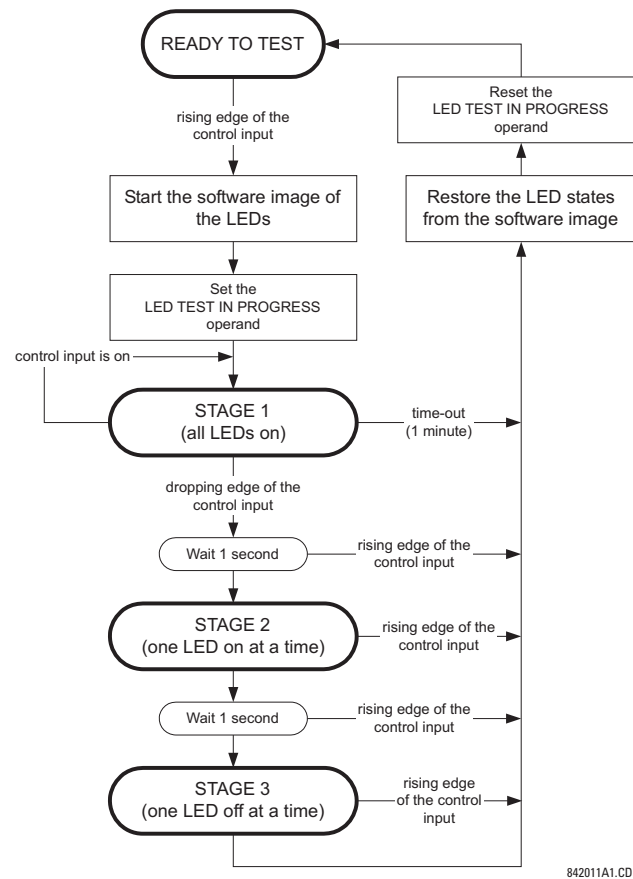 READY TO TEST
rising edge of the
control input
Start the software image of
the LEDs
Set the
LED TEST IN PROGRESS
operand
control input is on
STAGE 1
(all LEDs on)
time-out
(1 minute)
dropping edge of the
control input
Wait 1 second
rising edge of the
control input
STAGE 2
(one LED on at a time)
rising edge of the
control input
Wait 1 second
rising edge of the
control input
STAGE 3
(one LED off at a time)
rising edge
of the control
input
Reset the
LED TEST IN PROGRESS
operand
Restore the LED states
from the software image
842011A1.CD